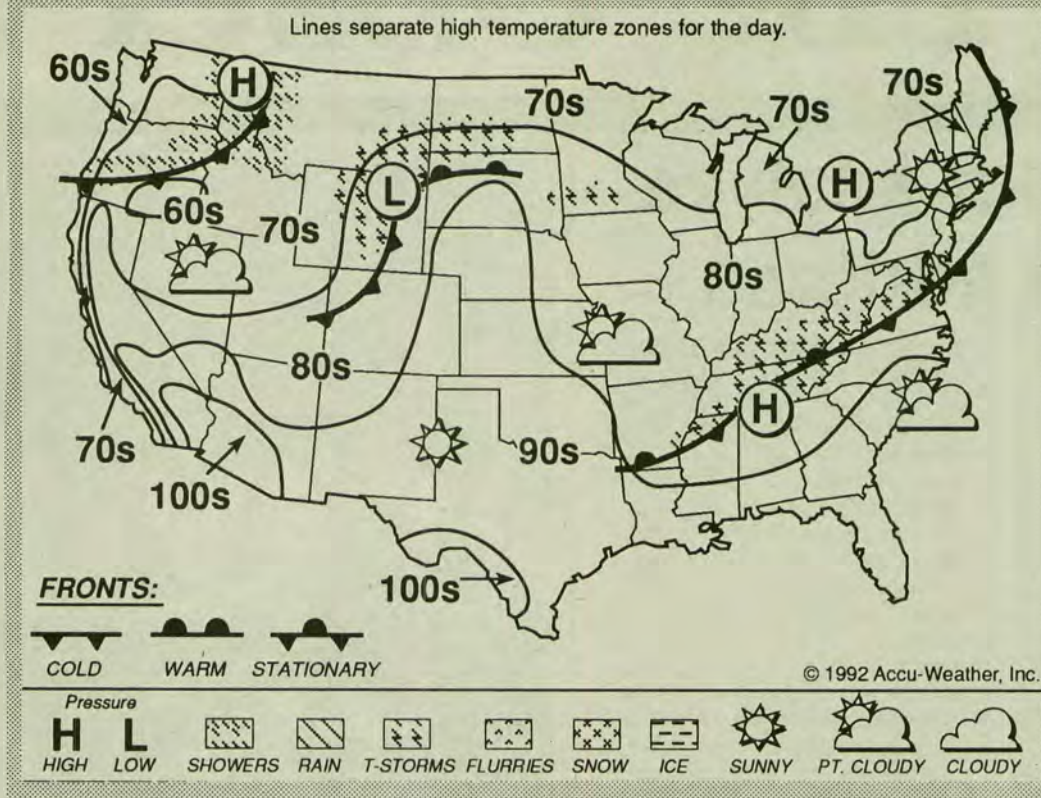 Lines separate high temperature zones for the day.
60s
H
70s
70s
70s
L
H
60s
70s
80s
80s
H
70s
90s
100s
100s
FRONTS:
COLD WARM STATIONARY
© 1992 Accu-Weather, Inc.
Pressure
H L
HIGH LOW SHOWERS RAIN T-STORMS FLURRIES SNOW ICE SUNNY PT. CLOUDY CLOUDY